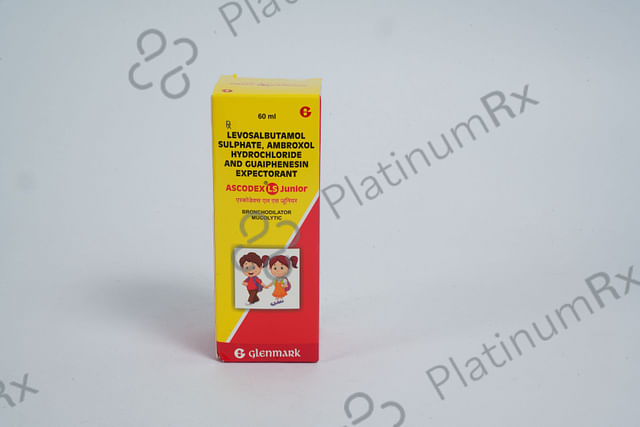 PlatinumRx
60 ml
Rx
LEVOSALBUTAMOL
SULPHATE, AMBROXOL
HYDROCHLORIDE
AND GUAIPHENESIN
EXPECTORANT
ASCODEX® LS Junior
एस्कोडेक्स एल एस जूनियर
BRONCHODILATOR
MUCOLYTIC
Glenmark
PlatinumRx
PlatinumRx
Rx